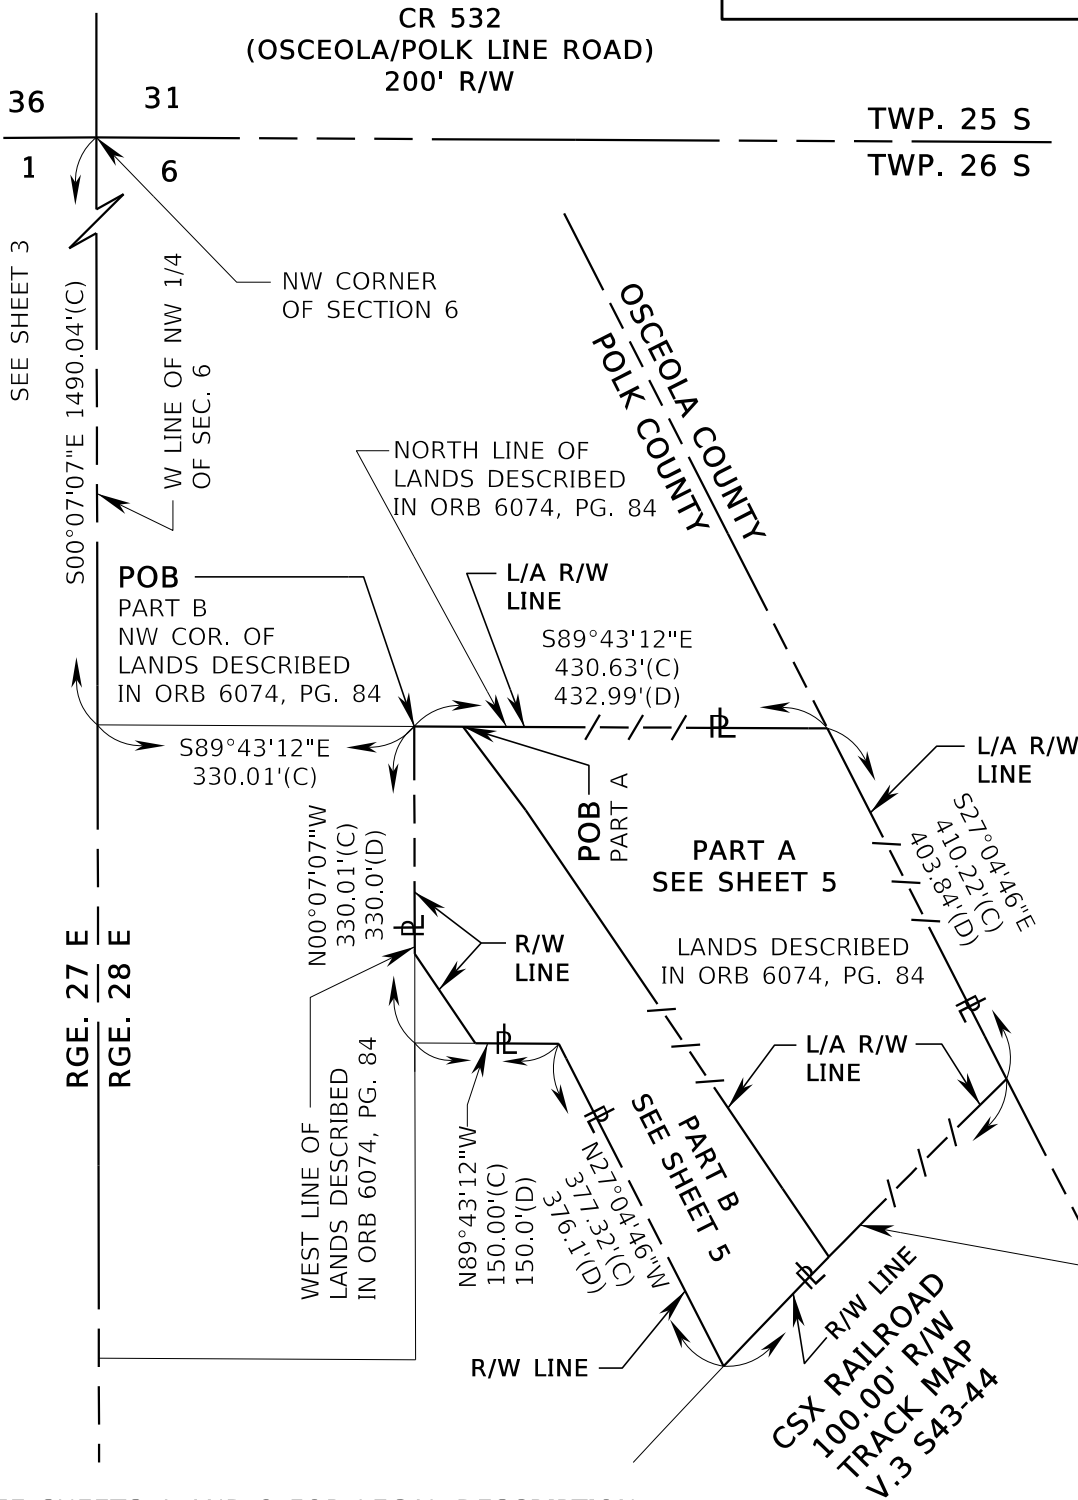 CR 532
(OSCEOLA/POLK LINE ROAD)
200' R/W
36
31
TWP. 25 S
1
6
TWP. 26 S
SEE SHEET 3
S00°07'07"E 1490.04'(C)
W LINE OF NW 1/4
OF SEC. 6
NW CORNER
OF SECTION 6
OSCEOLA COUNTY
POLK COUNTY
NORTH LINE OF
LANDS DESCRIBED
IN ORB 6074, PG. 84
POB
PART B
NW COR. OF
LANDS DESCRIBED
IN ORB 6074, PG. 84
L/A R/W
LINE
S89°43'12"E
430.63'(C)
432.99'(D)
PL
S89°43'12"E
330.01'(C)
L/A R/W
LINE
POB
PART A
PART A
SEE SHEET 5
S27°04'46"E
410.22'(C)
403.84'(D)
N00°07'07"W
330.01'(C)
330.0'(D)
PL
R/W
LINE
LANDS DESCRIBED
IN ORB 6074, PG. 84
PL
RGE. 27 E
RGE. 28 E
L/A R/W
LINE
PL
WEST LINE OF
LANDS DESCRIBED
IN ORB 6074, PG. 84
N89°43'12"W
150.00'(C)
150.0'(D)
PL
N27°04'46"W
377.32'(C)
376.1'(D)
PART B
SEE SHEET 5
PL
R/W LINE
R/W LINE
CSX RAILROAD
100.00' R/W
TRACK MAP
V.3 S43-44